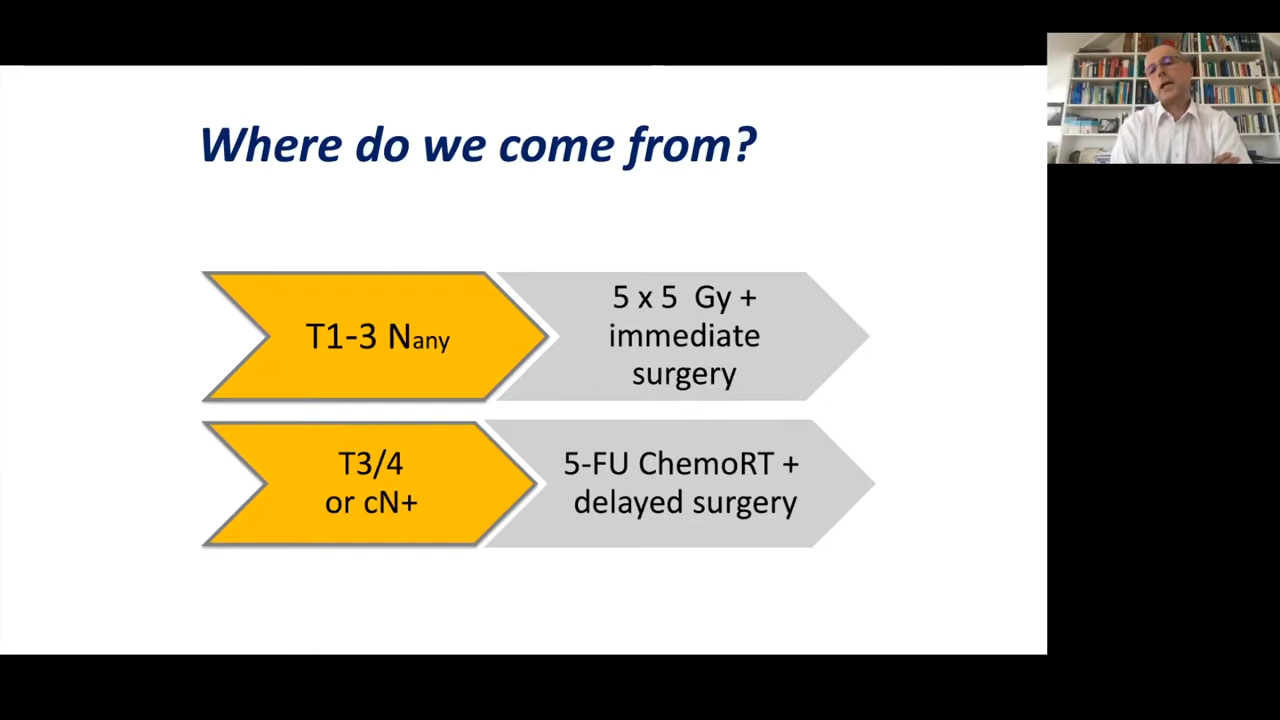 Where do we come from?
T1-3 Nany
5 x 5 Gy +
immediate
surgery
T3/4
or cN+
5-FU ChemoRT +
delayed surgery